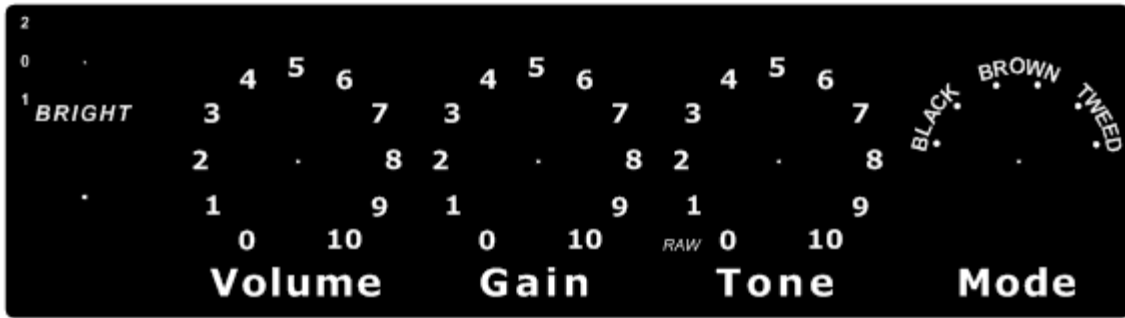 2
0
1
BRIGHT
0 1 2 3 4 5 6 7 8 9 10
Volume
0 1 2 3 4 5 6 7 8 9 10
Gain
RAW 0 1 2 3 4 5 6 7 8 9 10
Tone
BLACK BROWN TWEED
Mode